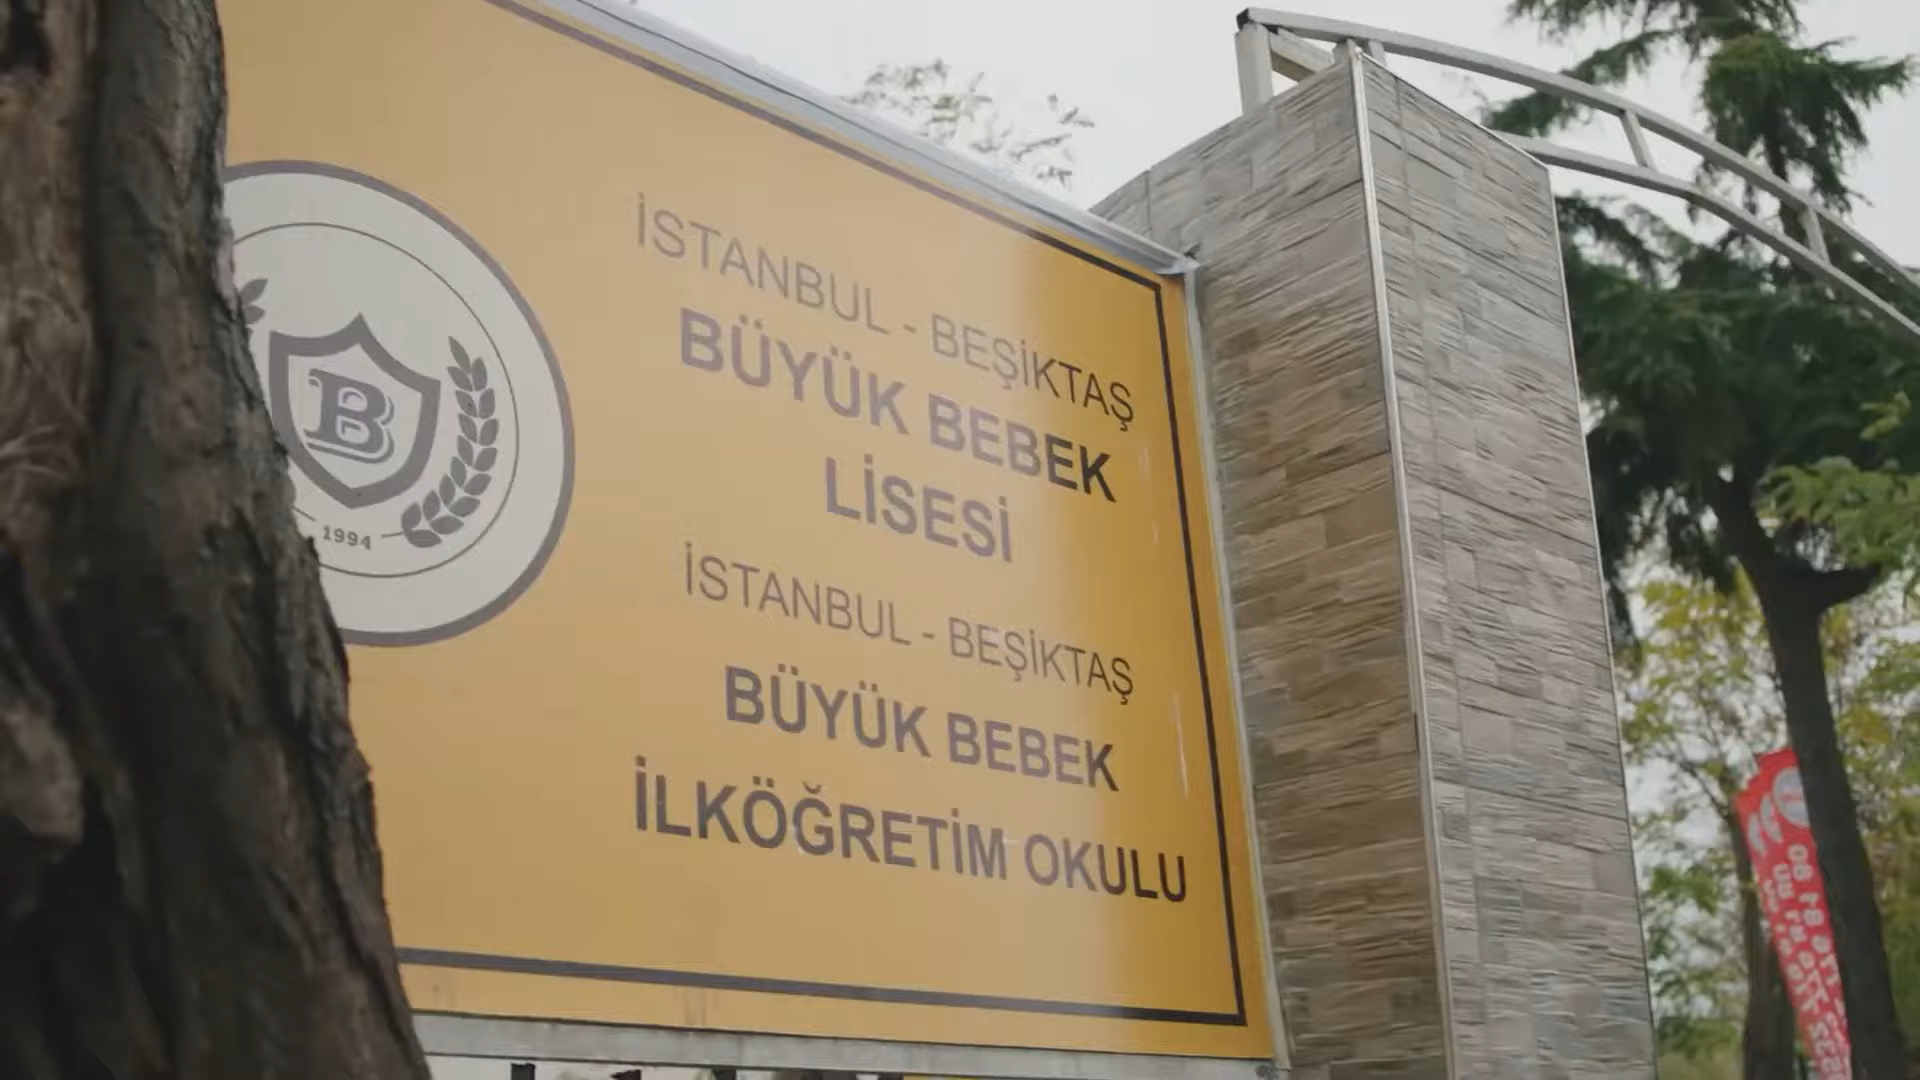 İSTANBUL - BEŞİKTAŞ
BÜYÜK BEBEK
LİSESİ
İSTANBUL - BEŞİKTAŞ
BÜYÜK BEBEK
İLKÖĞRETİM OKULU
B
1994